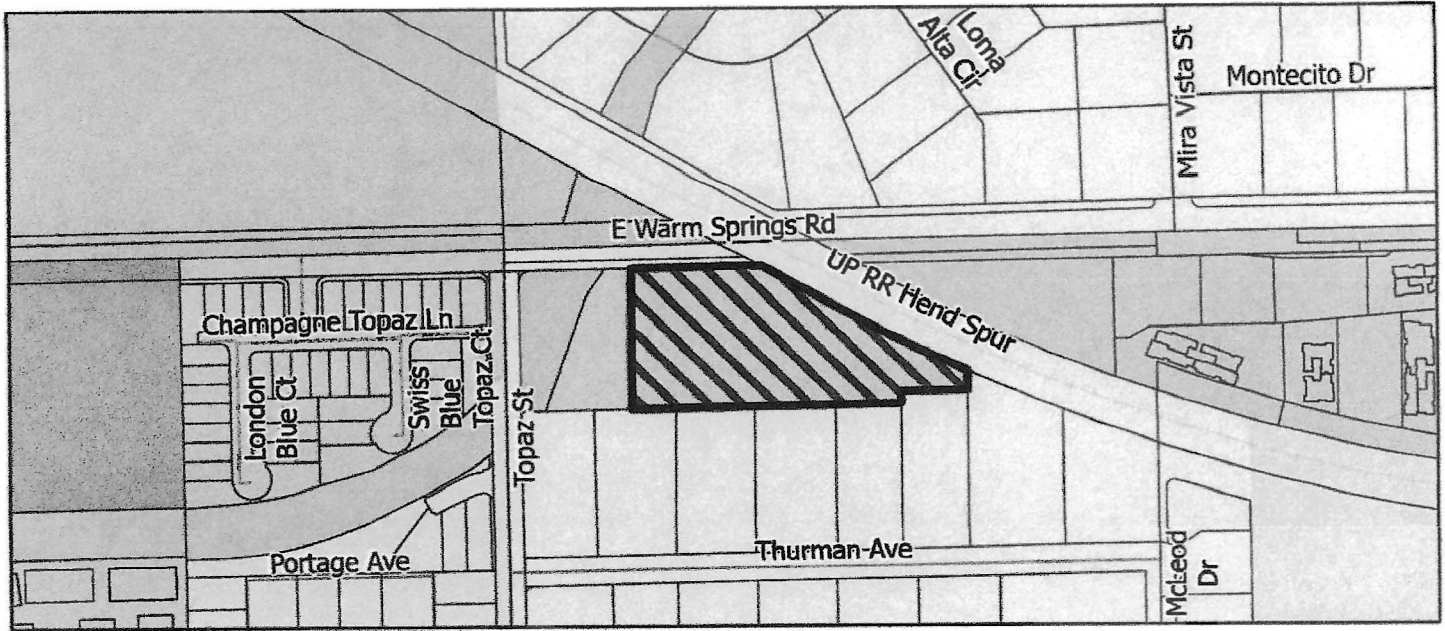 Loma
Alta Cir
Mira Vista St
Montecito Dr
E Warm Springs Rd
UP RR Hend Spur
Champagne Topaz Ln
London
Blue Ct
Swiss
Blue
Topaz Ct
Topaz St
Portage Ave
Thurman Ave
McLeod
Dr